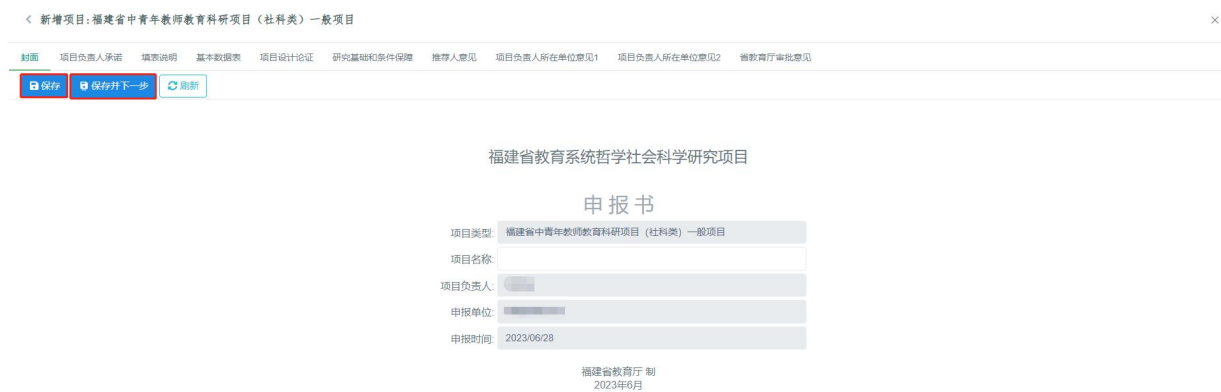 新增项目:福建省中青年教师教育科研项目（社科类）一般项目
封面 项目负责人承诺 填表说明 基本数据表 项目设计论证 研究基础和条件保障 推荐人意见 项目负责人所在单位意见1 项目负责人所在单位意见2 省教育厅审批意见
保存 保存并下一步 刷新
福建省教育系统哲学社会科学研究项目
申 报 书
项目类型: 福建省中青年教师教育科研项目（社科类）一般项目
项目名称:
项目负责人:
申报单位:
申报时间: 2023/06/28
福建省教育厅 制
2023年6月